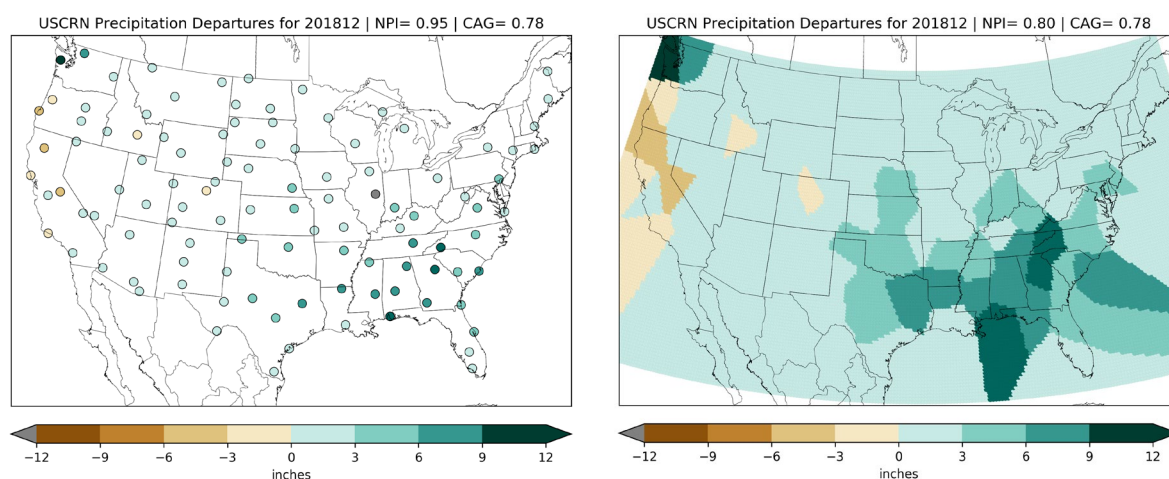 USCRN Precipitation Departures for 201812 | NPI= 0.95 | CAG= 0.78
−12 −9 −6 −3 0 3 6 9 12
inches
USCRN Precipitation Departures for 201812 | NPI= 0.80 | CAG= 0.78
−12 −9 −6 −3 0 3 6 9 12
inches